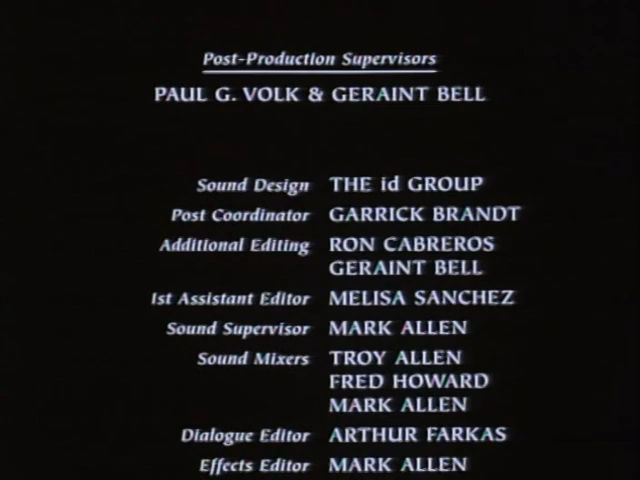 Post-Production Supervisors
PAUL G. VOLK & GERAINT BELL
Sound Design THE id GROUP
Post Coordinator GARRICK BRANDT
Additional Editing RON CABREROS
GERAINT BELL
1st Assistant Editor MELISA SANCHEZ
Sound Supervisor MARK ALLEN
Sound Mixers TROY ALLEN
FRED HOWARD
MARK ALLEN
Dialogue Editor ARTHUR FARKAS
Effects Editor MARK ALLEN